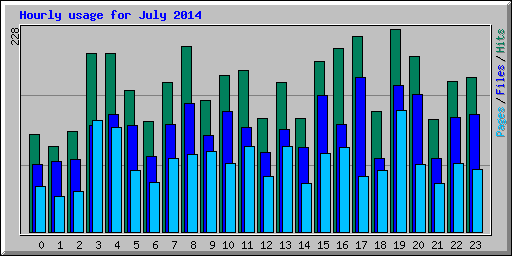 Hourly usage for July 2014
228
Pages/Files/Hits
0 1 2 3 4 5 6 7 8 9 10 11 12 13 14 15 16 17 18 19 20 21 22 23